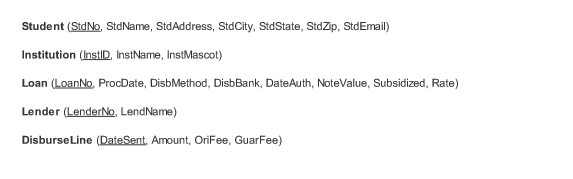 Student (StdNo, StdName, StdAddress, StdCity, StdState, StdZip, StdEmail)
Institution (InstID, InstName, InstMascot)
Loan (LoanNo, ProcDate, DisbMethod, DisbBank, DateAuth, NoteValue, Subsidized, Rate)
Lender (LenderNo, LendName)
DisburseLine (DateSent, Amount, OriFee, GuarFee)